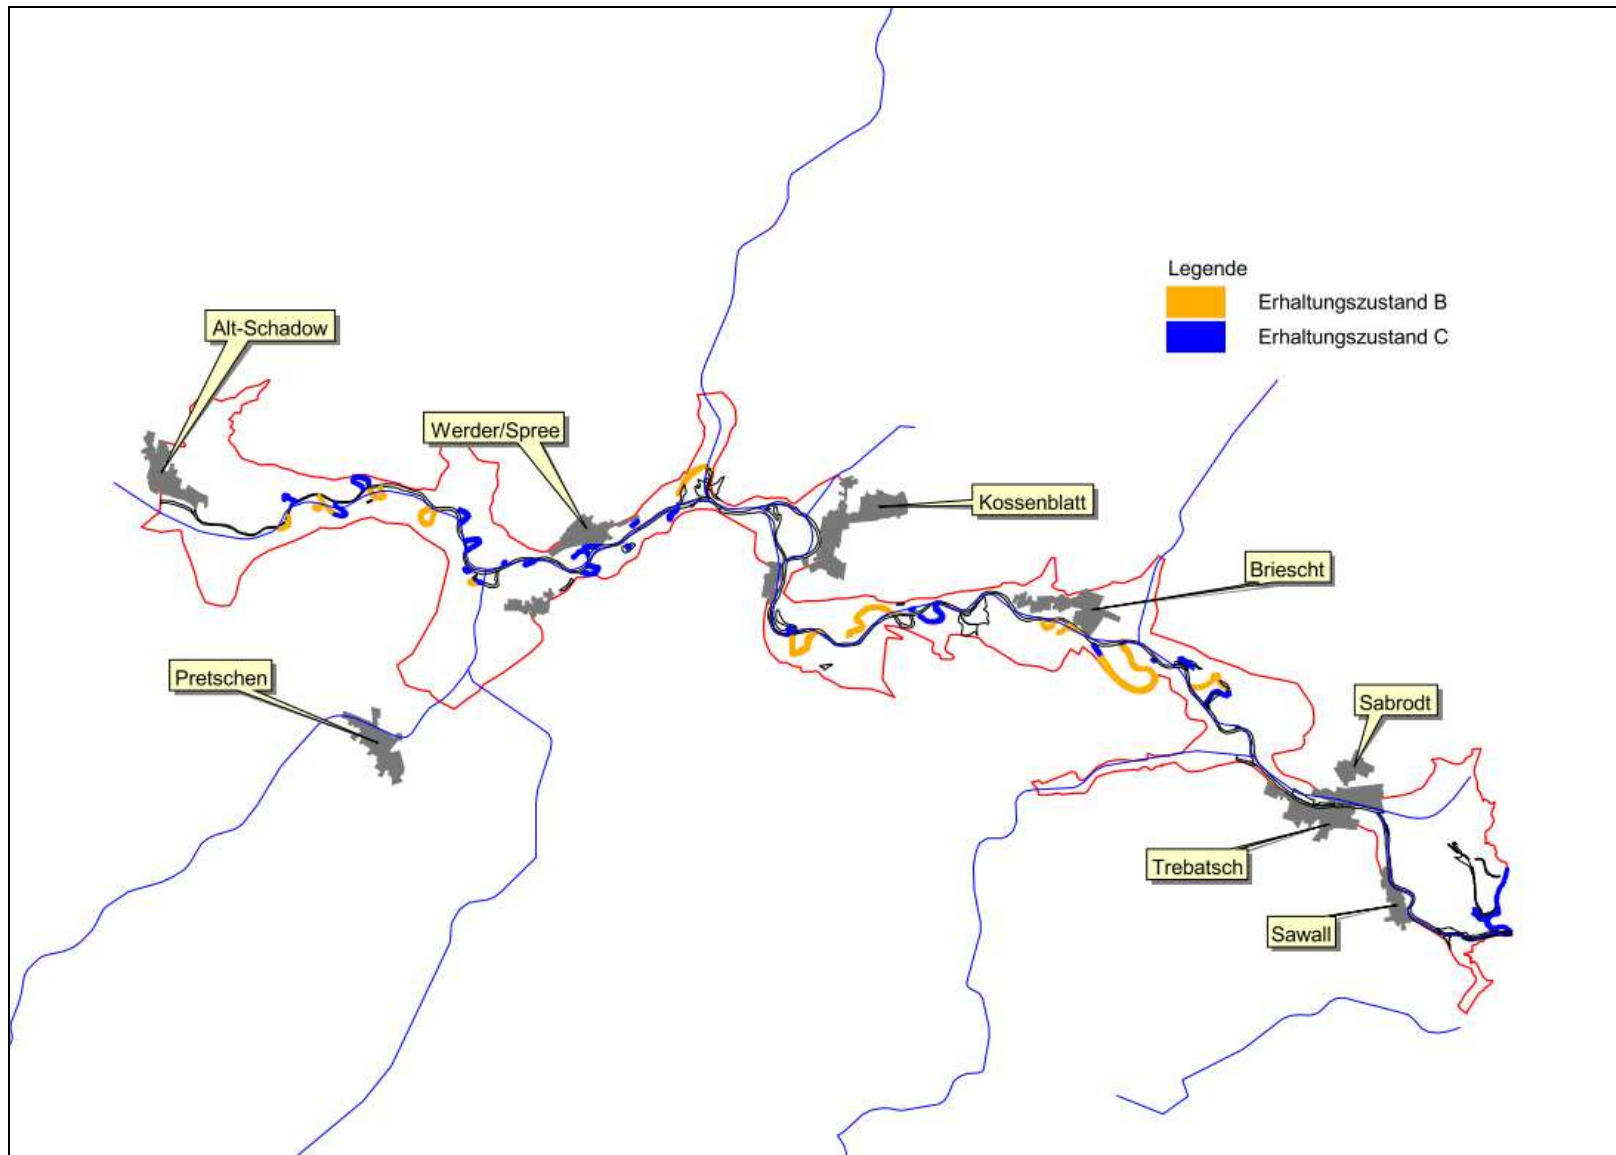 Legende
Erhaltungszustand B
Erhaltungszustand C
Alt-Schadow
Werder/Spree
Kossenblatt
Briescht
Pretschen
Sabrodt
Trebatsch
Sawall